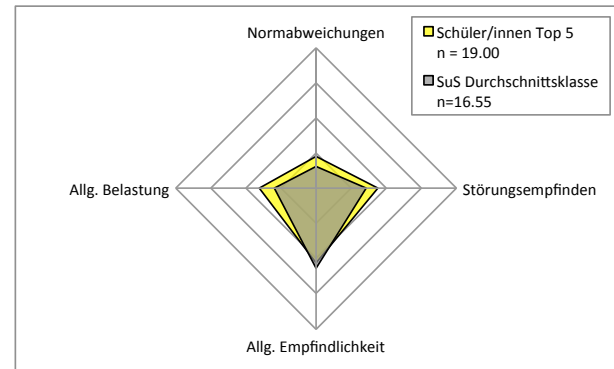 Normabweichungen
Schüler/innen Top 5
n = 19.00
SuS Durchschnittsklasse
n=16.55
Allg. Belastung
Störungsempfinden
Allg. Empfindlichkeit